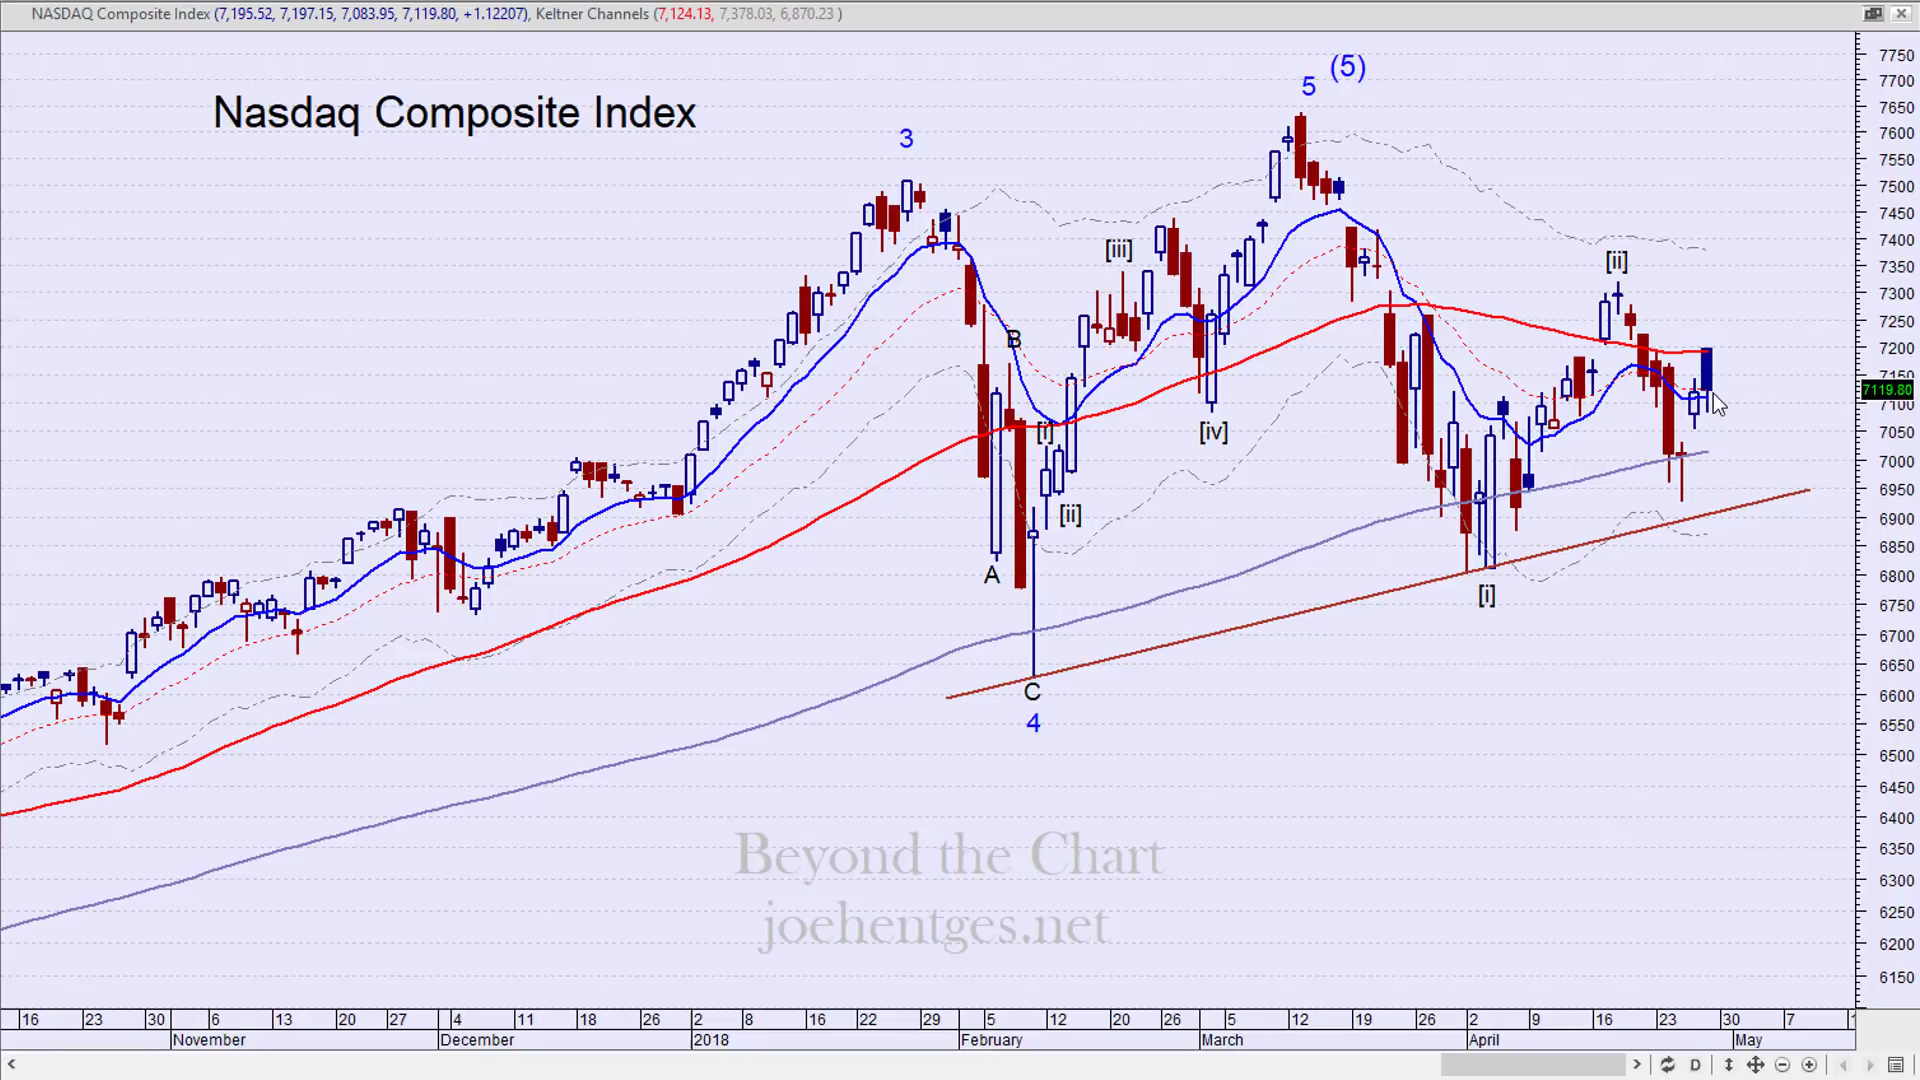 NASDAQ Composite Index (7,195.52, 7,197.15, 7,083.95, 7,119.80, +1.12207), Keltner Channels (7,124.13, 7,378.03, 6,870.23 )
Nasdaq Composite Index
(5)
5
3
[iii]
[ii]
B
[i]
[iv]
[ii]
A
[i]
C
4
7750
7700
7650
7600
7550
7500
7450
7400
7350
7300
7250
7200
7150
7119.80
7100
7050
7000
6950
6900
6850
6800
6750
6700
6650
6600
6550
6500
6450
6400
6350
6300
6250
6200
6150
Beyond the Chart
joehentges.net
16 23 30 6 13 20 27 4 11 18 26 2 8 16 22 29 5 12 20 26 5 12 19 26 2 9 16 23 30 7
November December 2018 February March April May
D